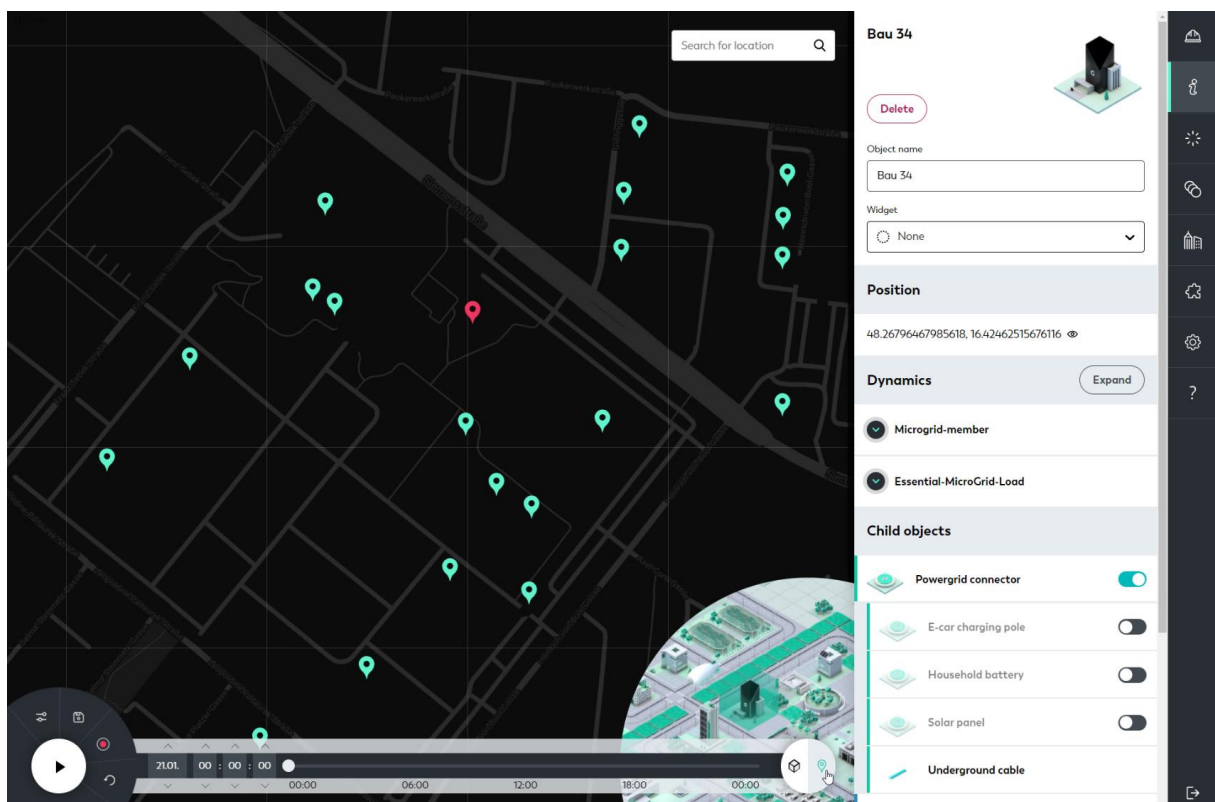 Search for location
Siemensstraße
Bau 34
Delete
Object name
Bau 34
Widget
None
Position
48.26796467985618, 16.42462515676116
Dynamics
Expand
Microgrid-member
Essential-MicroGrid-Load
Child objects
Powergrid connector
E-car charging pole
Household battery
Solar panel
Underground cable
?
21.01. 00 : 00 : 00
00:00 06:00 12:00 18:00 00:00